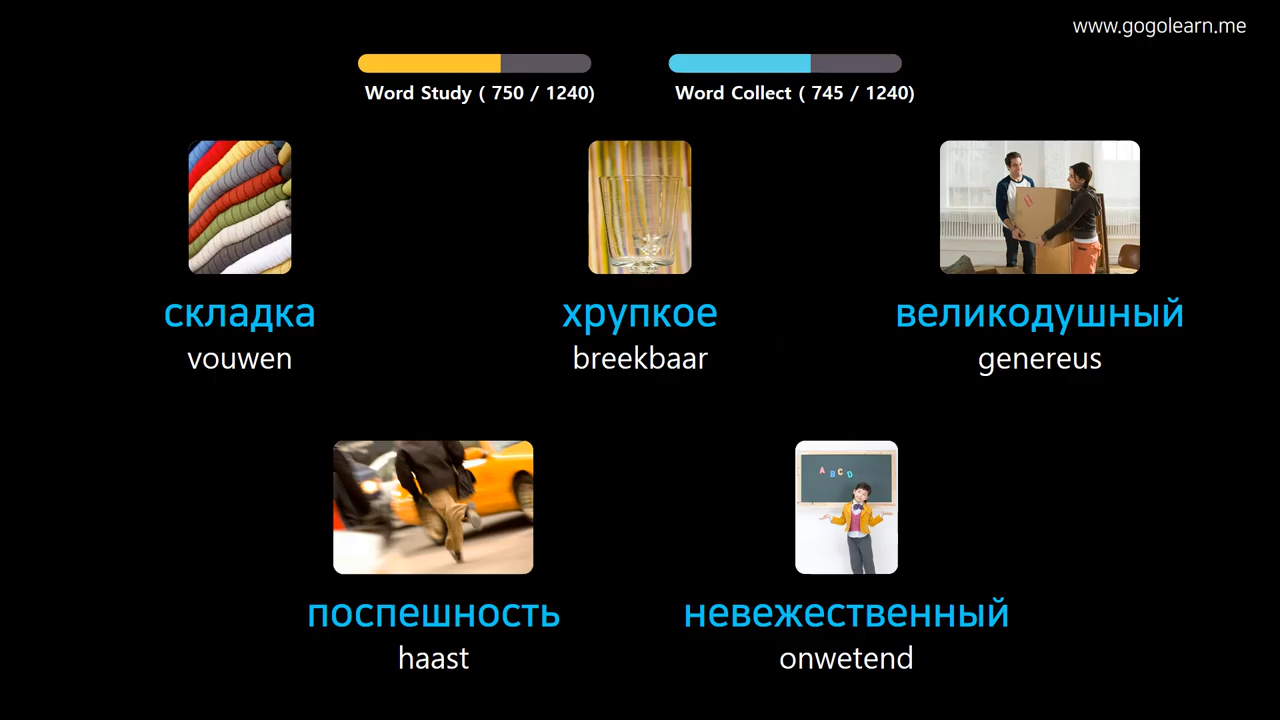 www.gogolearn.me
Word Study ( 750 / 1240)
Word Collect ( 745 / 1240)
складка
vouwen
хрупкое
breekbaar
великодушный
genereus
A B C D
поспешность
haast
невежественный
onwetend